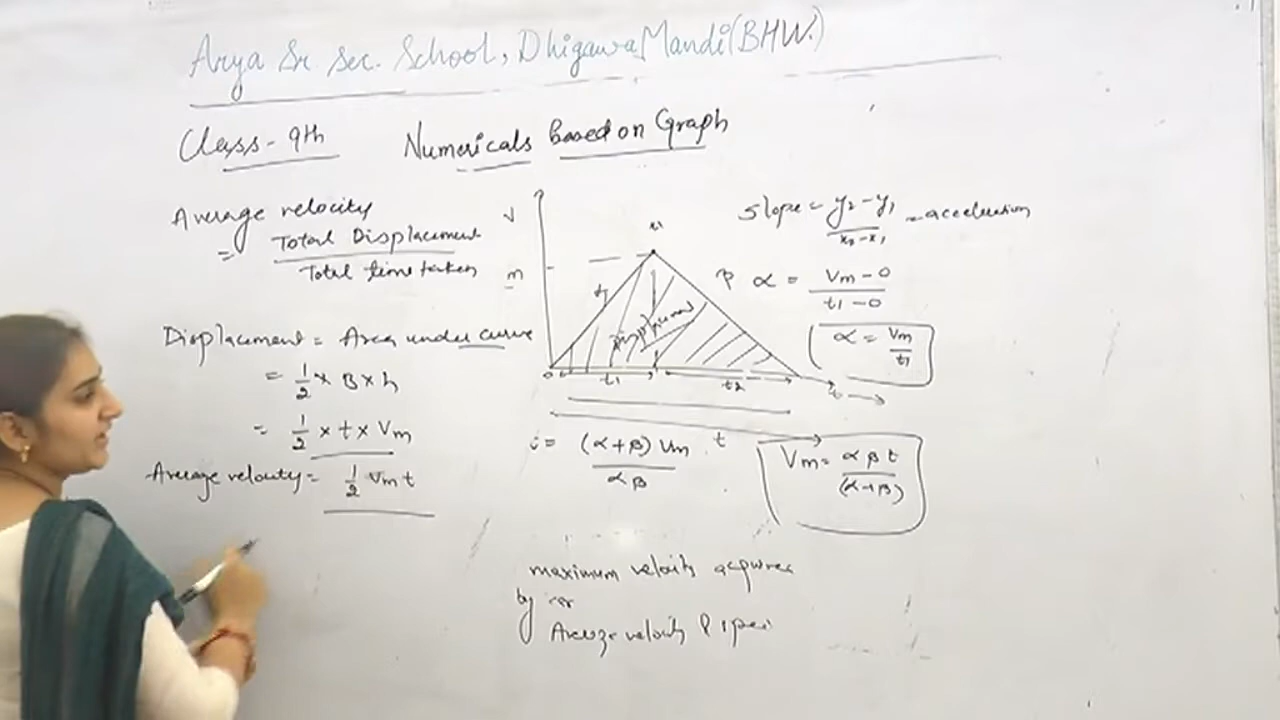 Arya Sr Sec. School, Dhigawa Mandi (BHW.)
Class - 9th Numericals based on Graph
Average velocity
= Total Displacement
Total time taken
Displacement = Area under curve
= 1/2 × B × h
= 1/2 × t × Vm
Average velocity = 1/2 Vm t
V
m
Displacement
0
t1
t2
t
Slope = y2 - y1 / x2 - x1 = acceleration
α = Vm - 0 / t1 - 0
α = Vm / t1
(α + β) Vm / αβ
t
Vm = α β t / (α + β)
maximum velocity
by car
Average velocity &